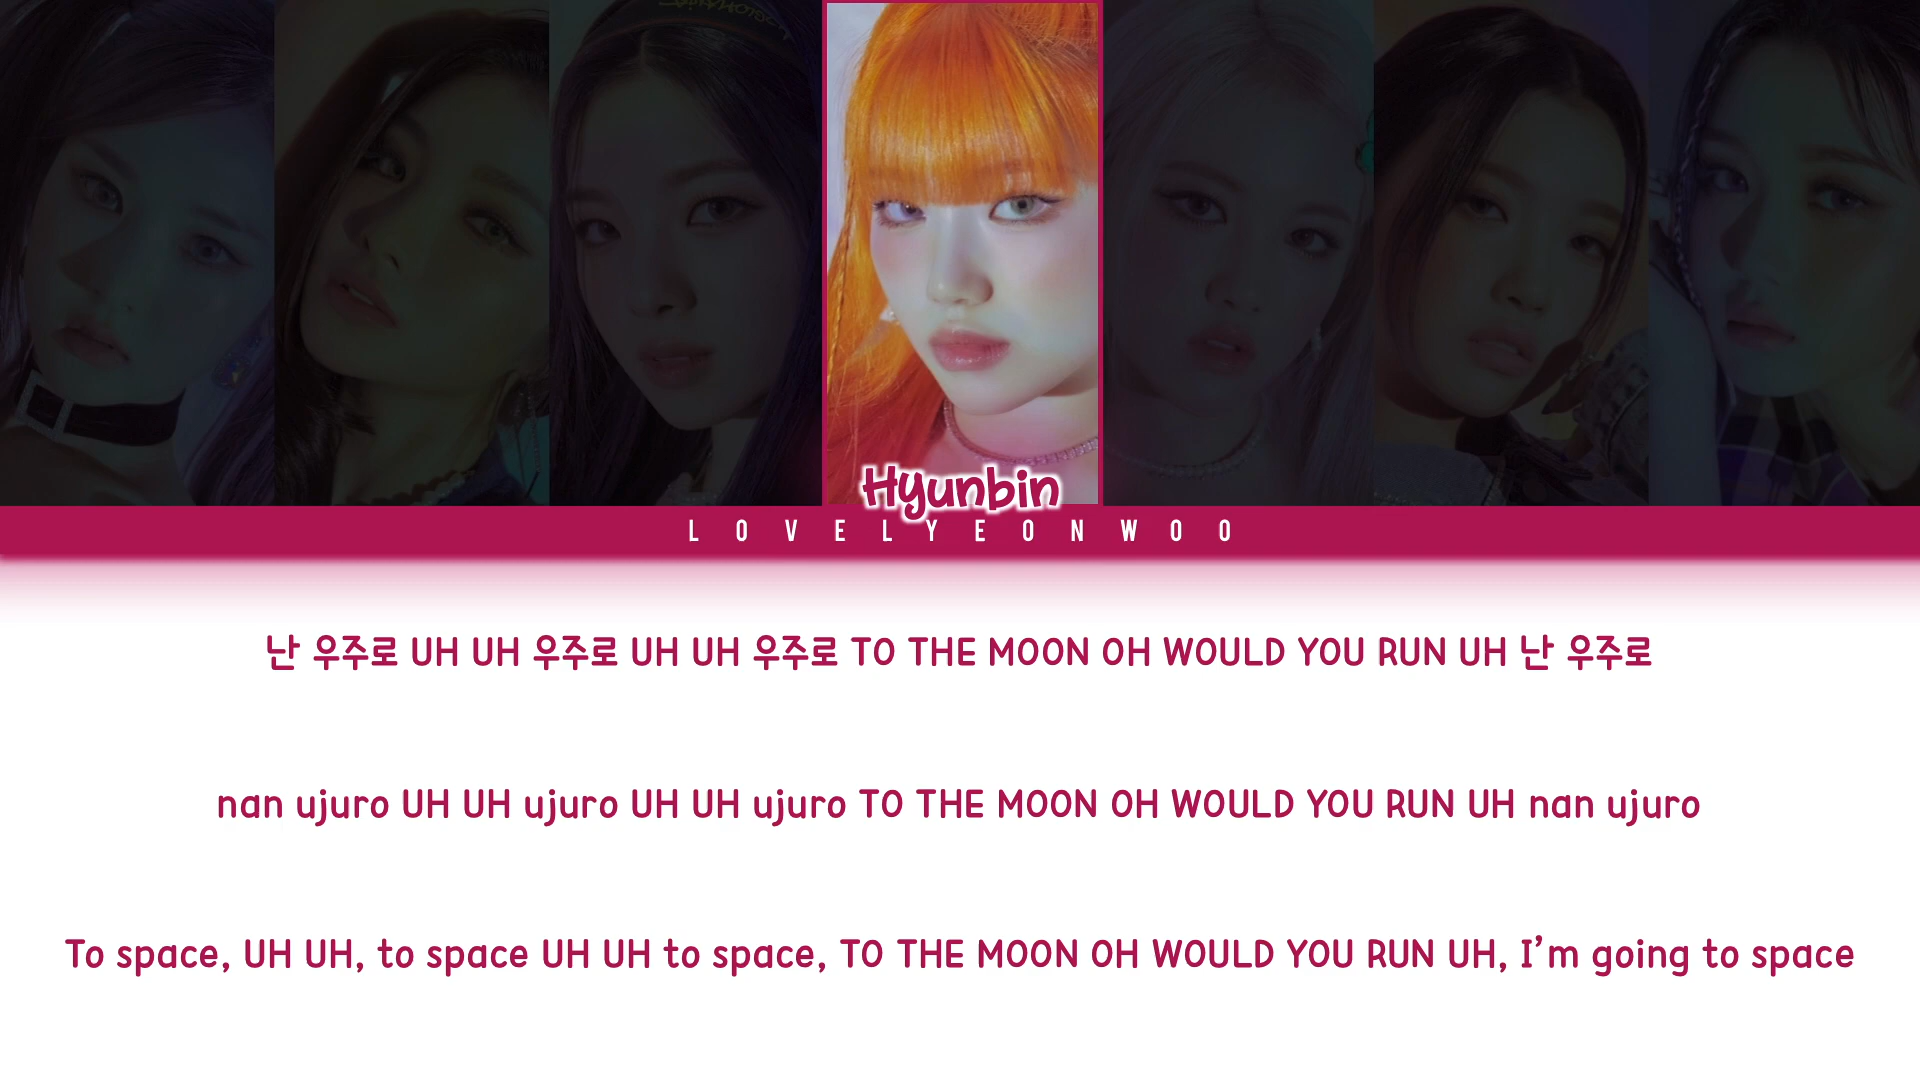 Hyunbin
LOVELYEONWOO
난 우주로 UH UH 우주로 UH UH 우주로 TO THE MOON OH WOULD YOU RUN UH 난 우주로
nan ujuro UH UH ujuro UH UH ujuro TO THE MOON OH WOULD YOU RUN UH nan ujuro
To space, UH UH, to space UH UH to space, TO THE MOON OH WOULD YOU RUN UH, I’m going to space